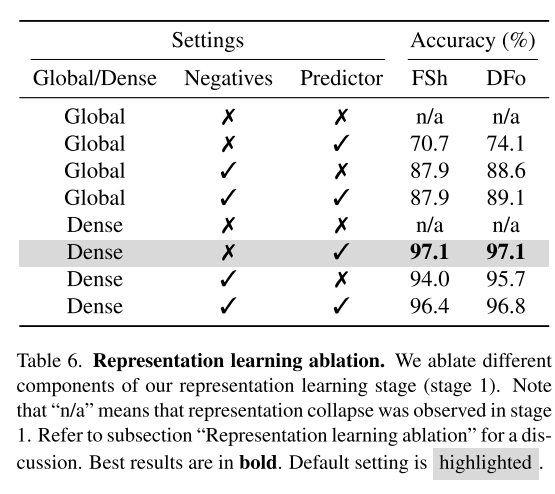 Settings Accuracy (%)
Global/Dense Negatives Predictor FSh DFo
Global ✗ ✗ n/a n/a
Global ✗ ✓ 70.7 74.1
Global ✓ ✗ 87.9 88.6
Global ✓ ✓ 87.9 89.1
Dense ✗ ✗ n/a n/a
Dense ✗ ✓ 97.1 97.1
Dense ✓ ✗ 94.0 95.7
Dense ✓ ✓ 96.4 96.8
Table 6. Representation learning ablation. We ablate different
components of our representation learning stage (stage 1). Note
that “n/a” means that representation collapse was observed in stage
1. Refer to subsection “Representation learning ablation” for a dis-
cussion. Best results are in bold. Default setting is highlighted .